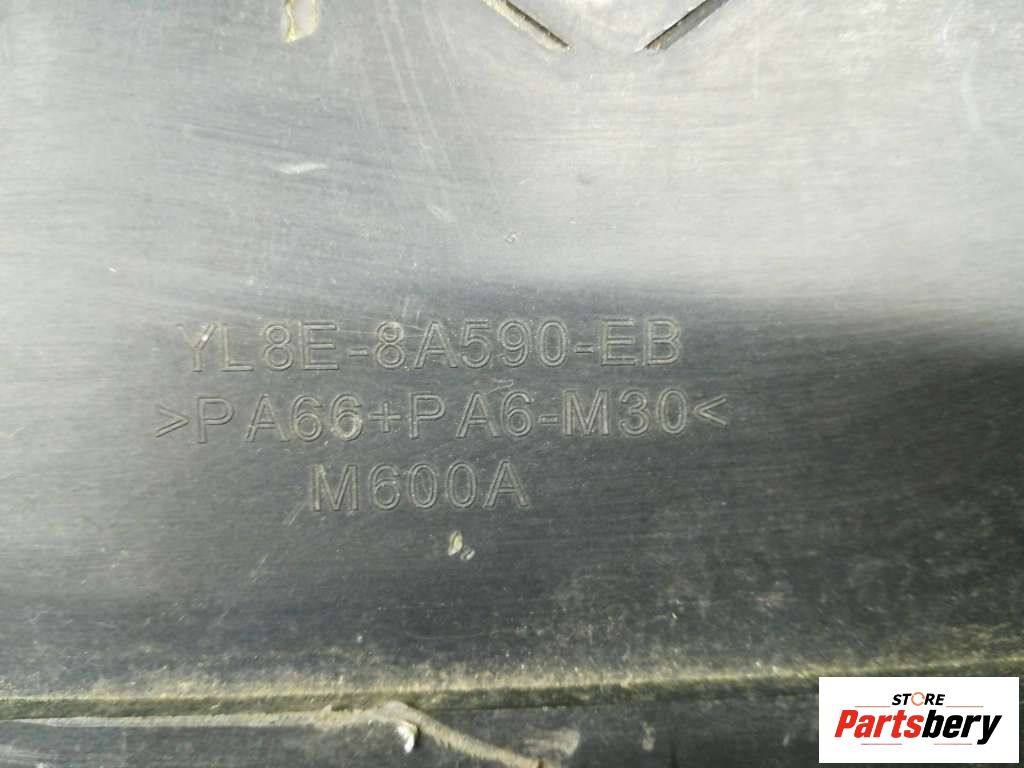 YL8E-8A590-EB
>PA66+PA6-M30<
M600A
STORE
Partsbery